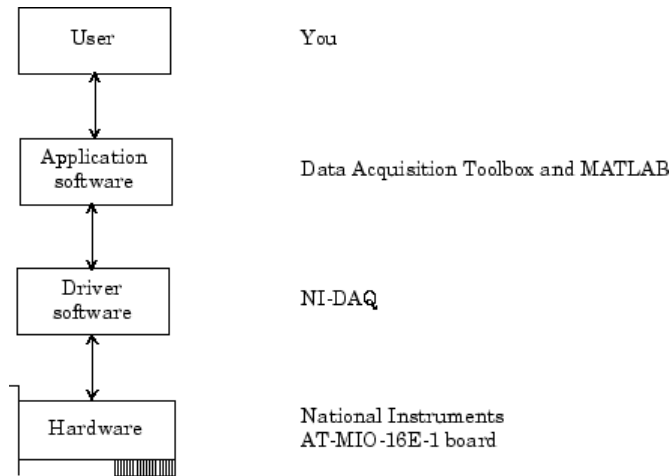 User
You
Application
software
Data Acquisition Toolbox and MATLAB
Driver
software
NI-DAQ
Hardware
National Instruments
AT-MIO-16E-1 board